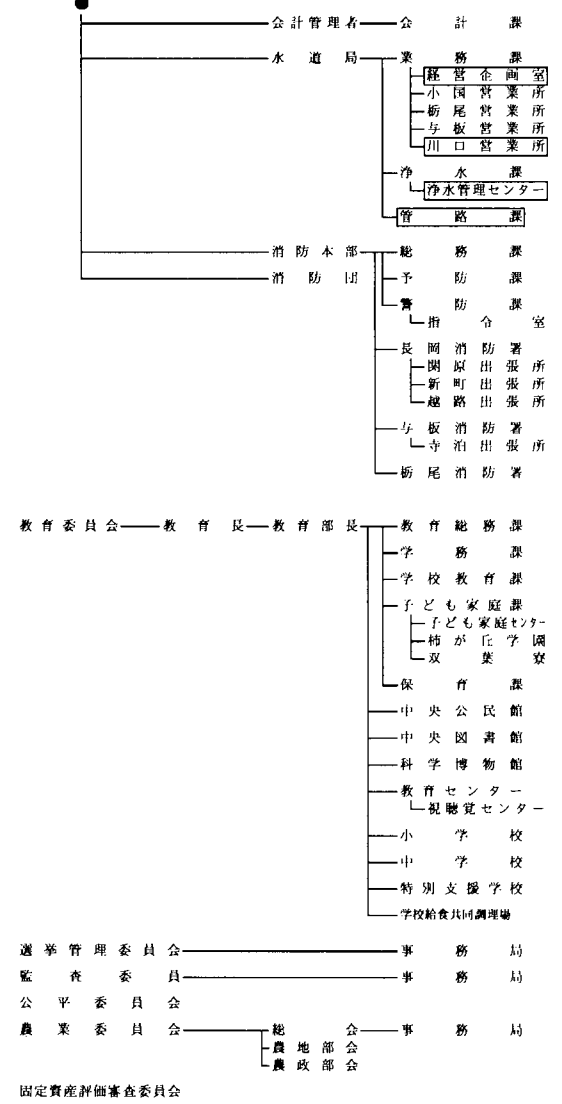 会計管理者 会計課
水道局 業務課
経営企画室
小国営業所
栃尾営業所
与板営業所
川口営業所
浄水課
浄水管理センター
管路課
消防本部 総務課
消防団 予防課
警防課
指令室
長岡消防署
関原出張所
新町出張所
越路出張所
与板消防署
寺泊出張所
栃尾消防署
教育委員会 教育長 教育部長 教育総務課
学務課
学校教育課
子ども家庭課
子ども家庭センター
柿が丘学園
双葉寮
保育課
中央公民館
中央図書館
科学博物館
教育センター
視聴覚センター
小学校
中学校
特別支援学校
学校給食共同調理場
選挙管理委員会 事務局
監査委員 事務局
公平委員会
農業委員会 総会 事務局
農地部会
農政部会
固定資産評価審査委員会